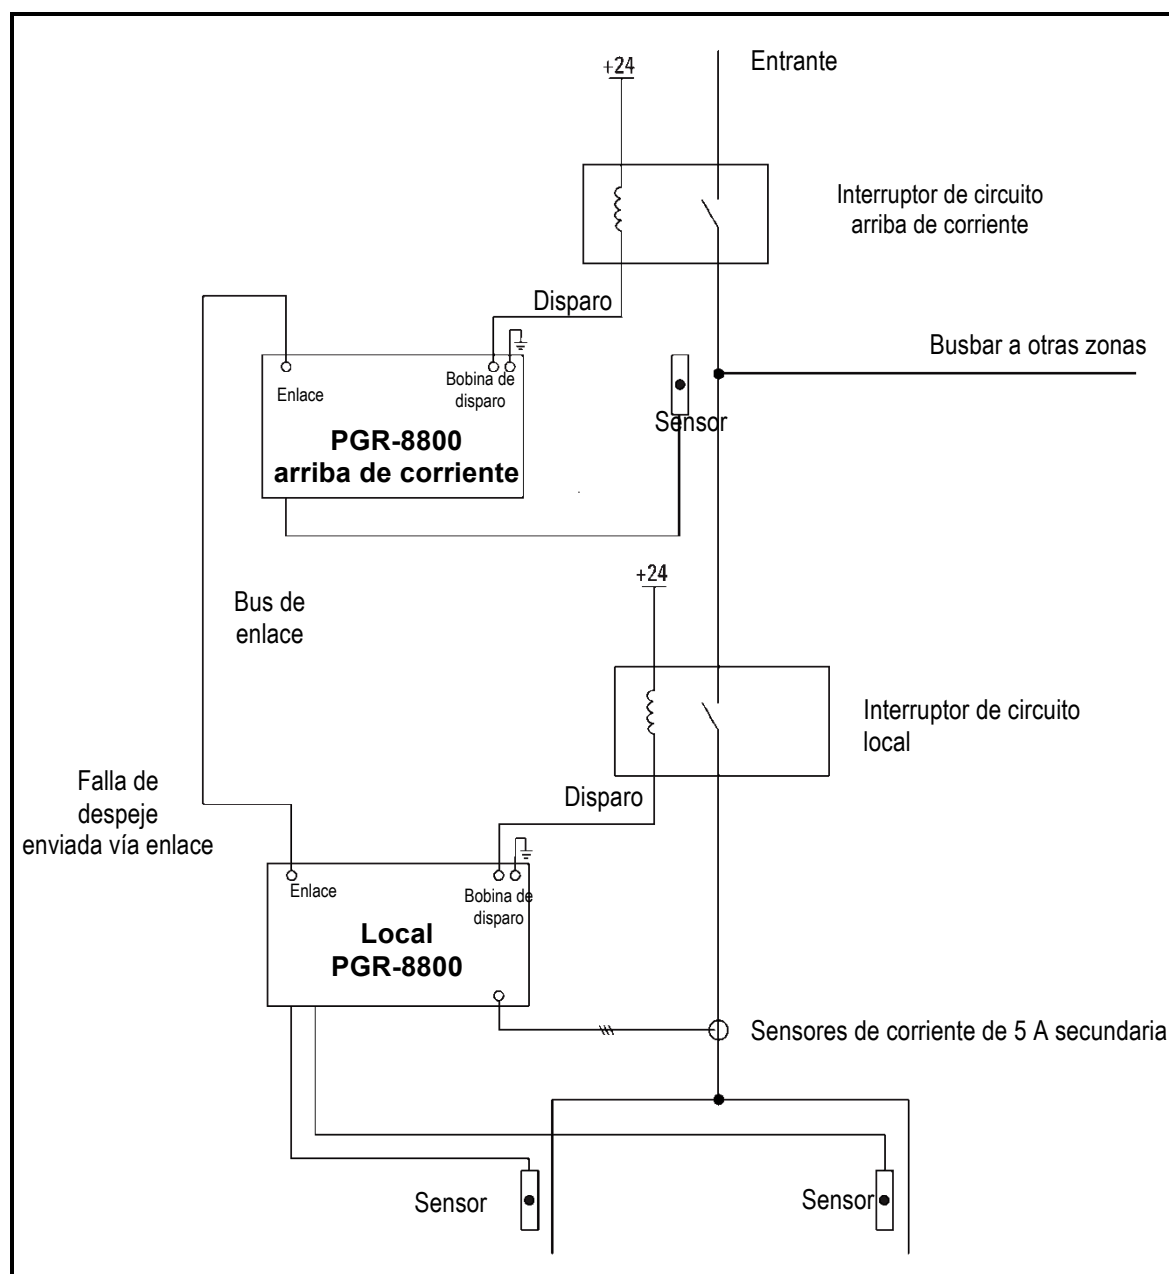 +24
Entrante
Interruptor de circuito
arriba de corriente
Disparo
Busbar a otras zonas
Enlace
Bobina de
disparo
Sensor
PGR-8800
arriba de corriente
+24
Bus de
enlace
Interruptor de circuito
local
Falla de
despeje
enviada vía enlace
Disparo
Enlace
Bobina de
disparo
Local
PGR-8800
Sensores de corriente de 5 A secundaria
Sensor
Sensor